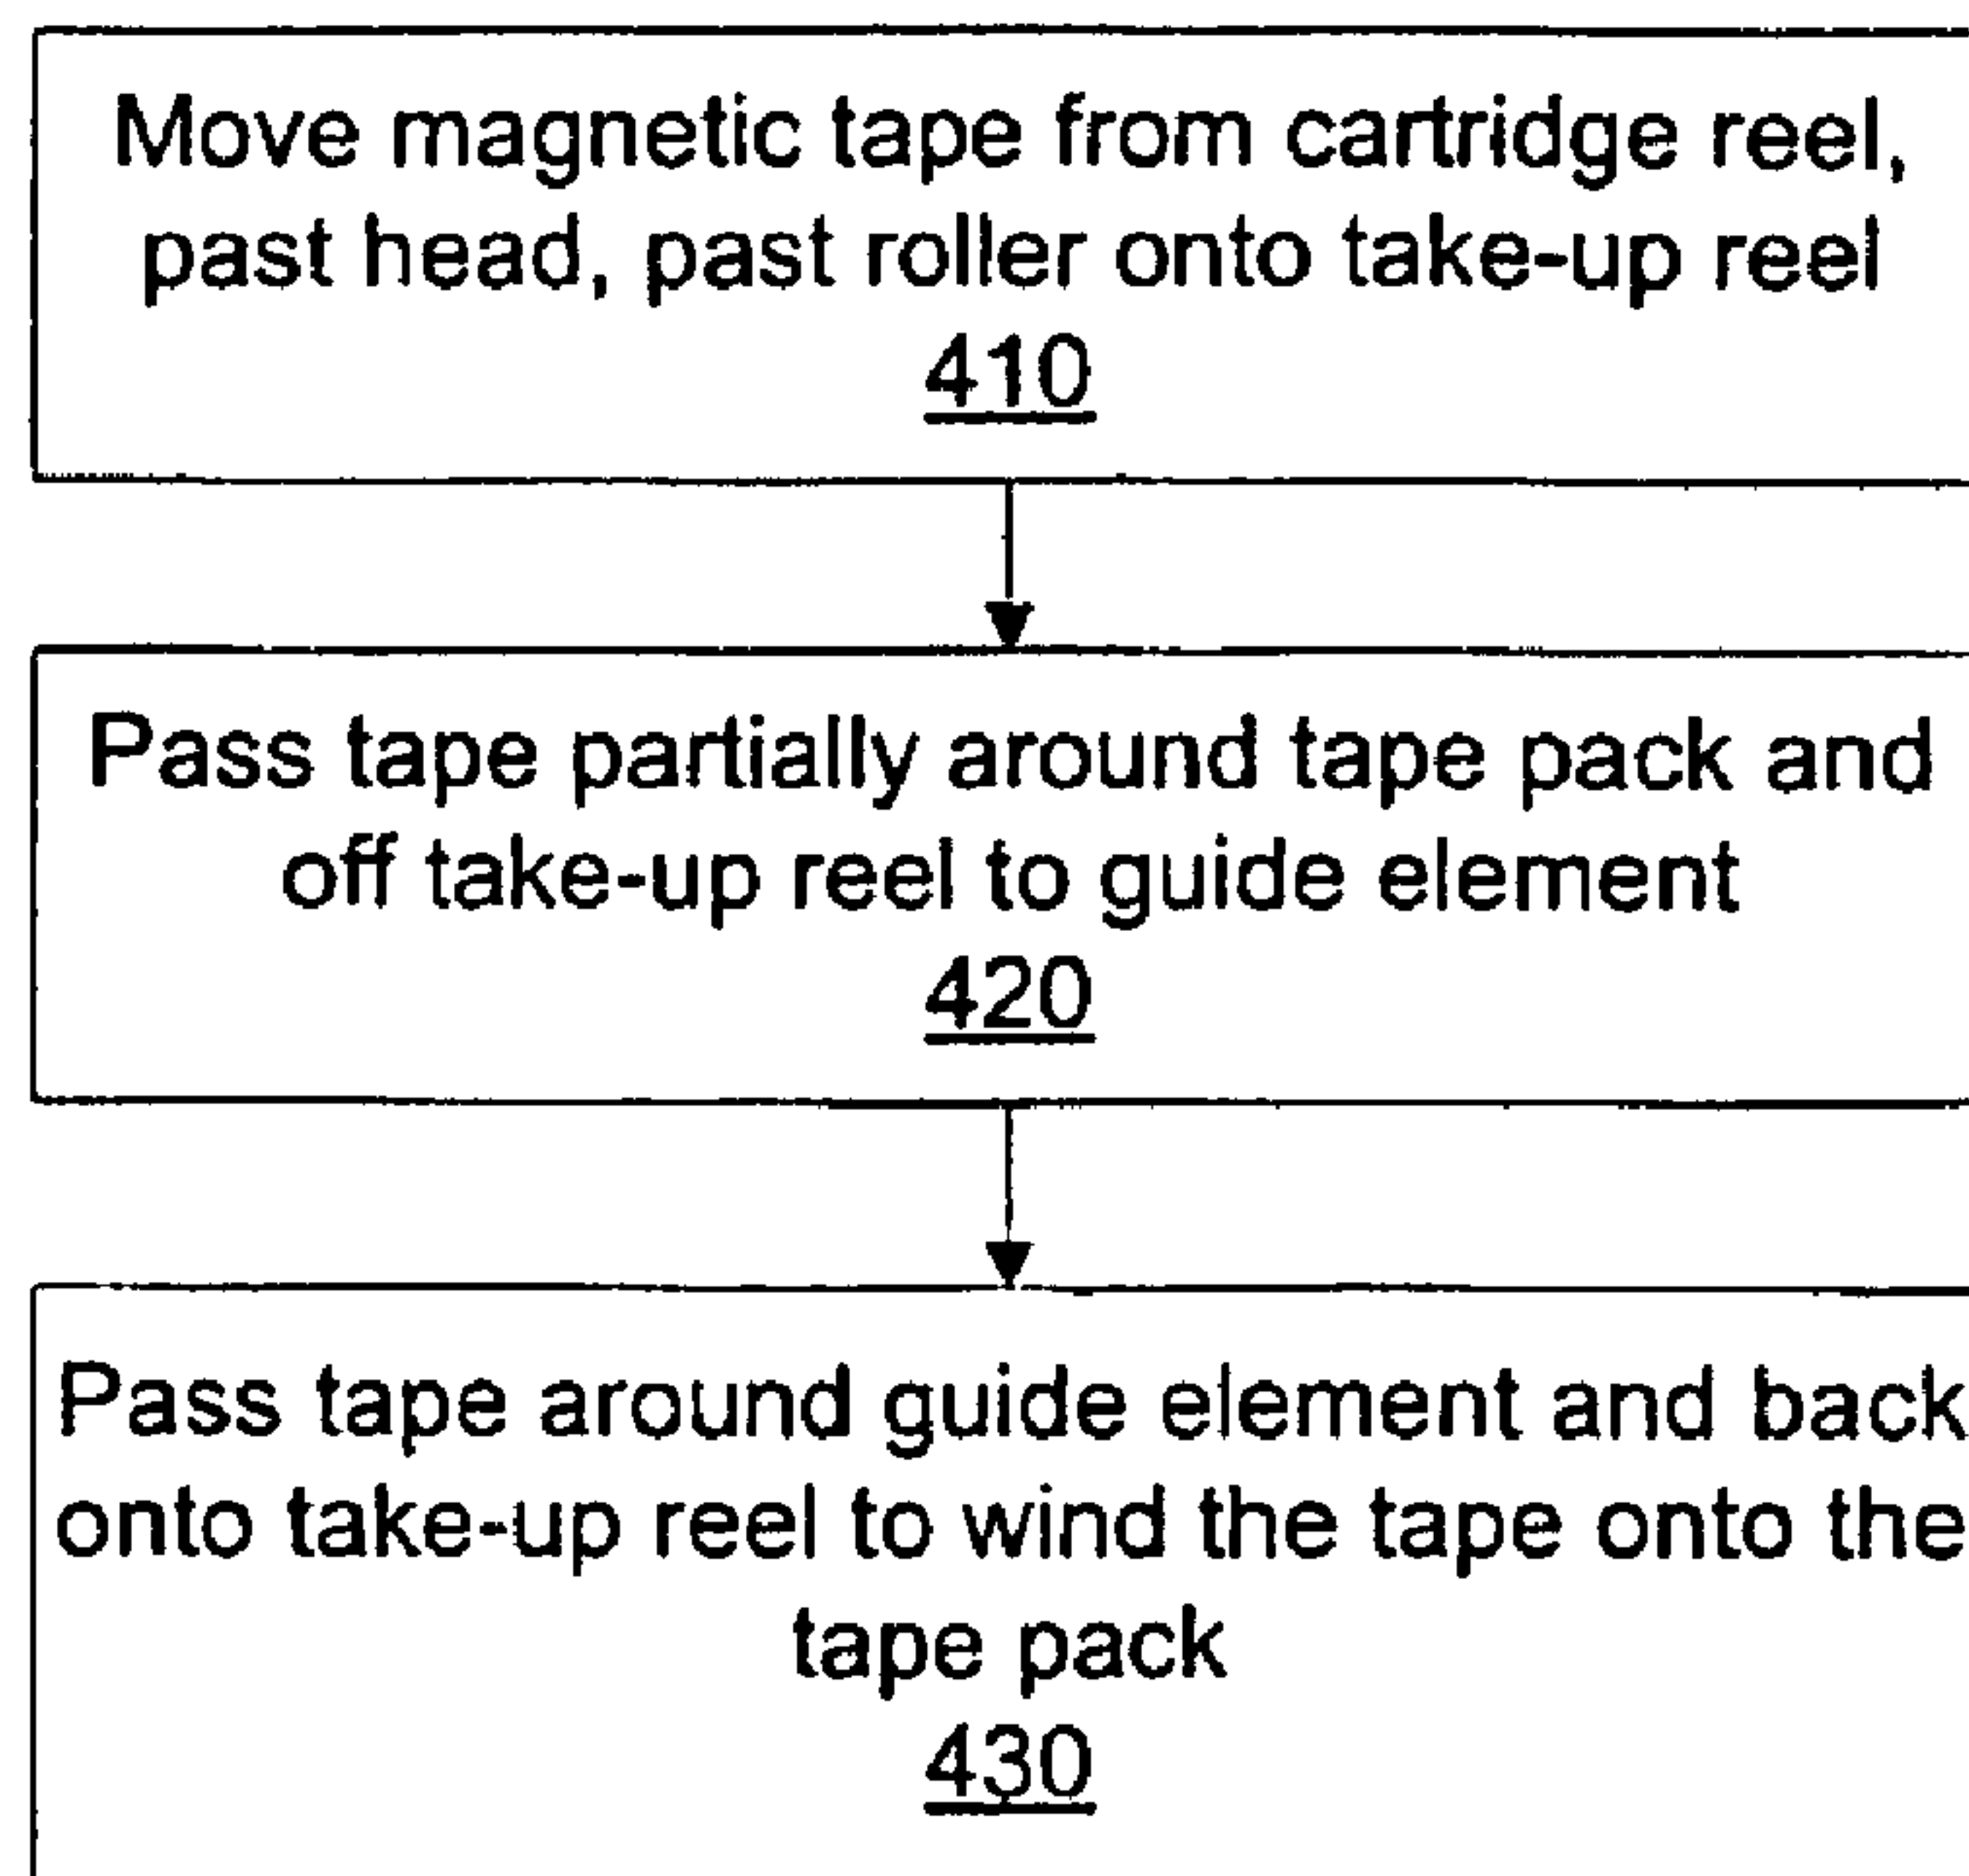 Move magnetic tape from cartridge reel,
past head, past roller onto take-up reel
410
Pass tape partially around tape pack and
off take-up reel to guide element
420
Pass tape around guide element and back
onto take-up reel to wind the tape onto the
tape pack
430